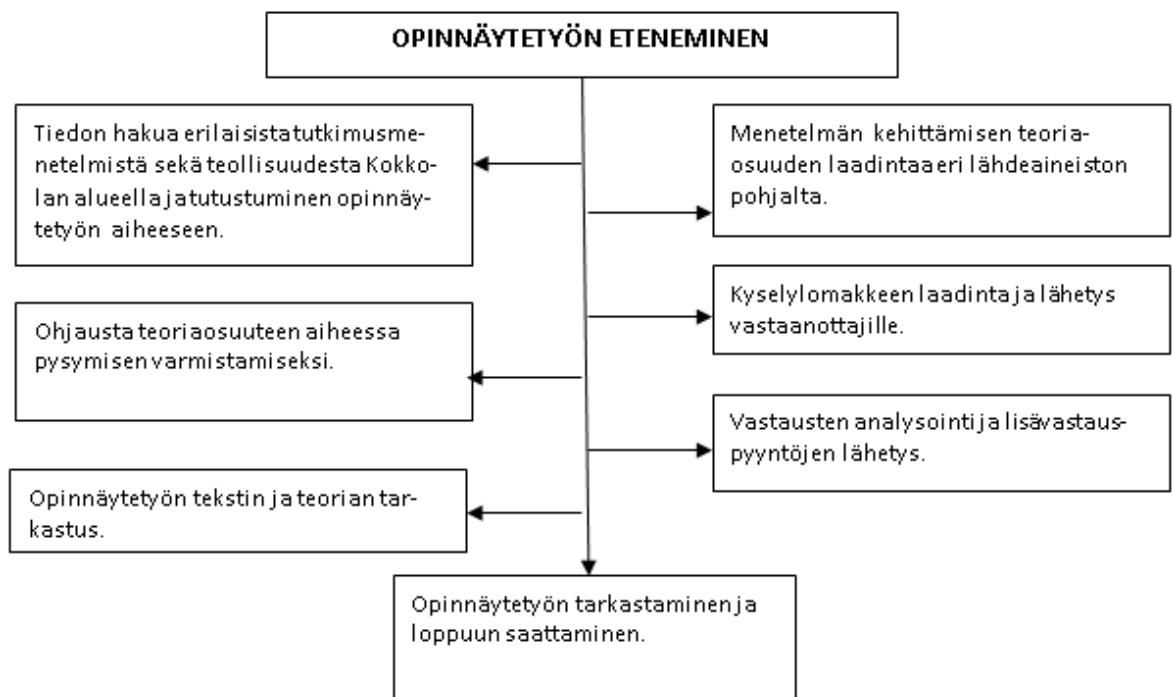 OPINNÄYTETYÖN ETENEMINEN
Tiedon hakua erilaisista tutkimusme-
netelmistä sekä teollisuudesta Kokko-
lan alueella ja tutustuminen opinnäy-
tetyön aiheeseen.
Menetelmän kehittämisen teoria-
osuuden laadintaa eri lähdeaineiston
pohjalta.
Kyselylomakkeen laadinta ja lähetys
vastaanottajille.
Ohjausta teoriaosuuteen aiheessa
pysymisen varmistamiseksi.
Vastausten analysointi ja lisävastaus-
pyyntöjen lähetys.
Opinnäytetyön tekstin ja teorian tar-
kastus.
Opinnäytetyön tarkastaminen ja
loppuun saattaminen.